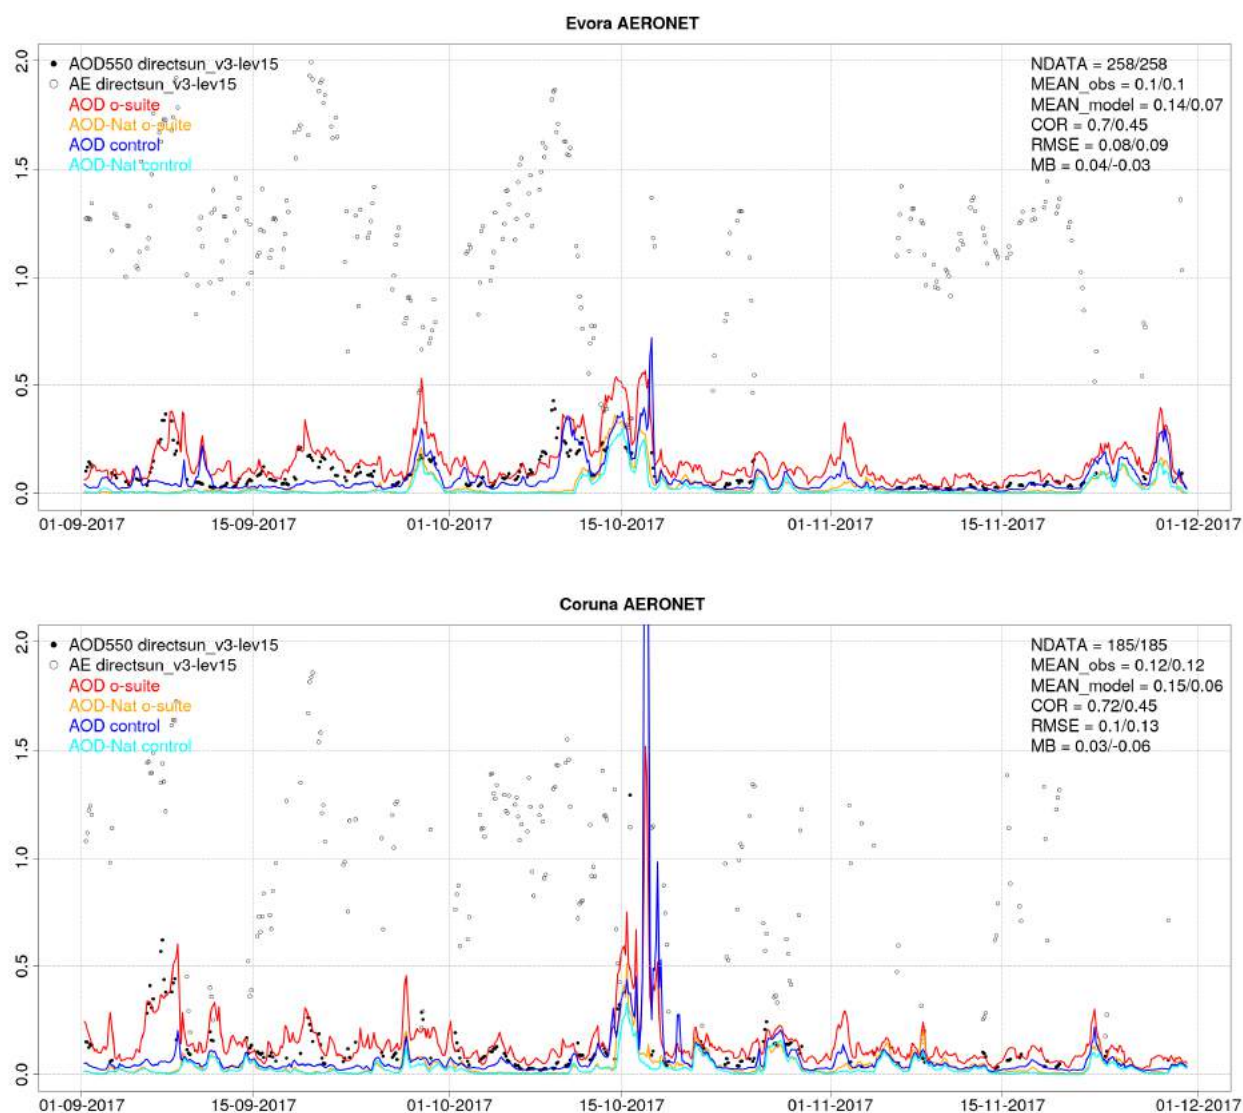 Evora AERONET
AOD550 directsun_v3-lev15
AE directsun_v3-lev15
AOD o-suite
AOD-Nat o-suite
AOD control
AOD-Nat control
NDATA = 258/258
MEAN_obs = 0.1/0.1
MEAN_model = 0.14/0.07
COR = 0.7/0.45
RMSE = 0.08/0.09
MB = 0.04/-0.03
2.0
1.5
1.0
0.5
0.0
01-09-2017 15-09-2017 01-10-2017 15-10-2017 01-11-2017 15-11-2017 01-12-2017
Coruna AERONET
AOD550 directsun_v3-lev15
AE directsun_v3-lev15
AOD o-suite
AOD-Nat o-suite
AOD control
AOD-Nat control
NDATA = 185/185
MEAN_obs = 0.12/0.12
MEAN_model = 0.15/0.06
COR = 0.72/0.45
RMSE = 0.1/0.13
MB = 0.03/-0.06
2.0
1.5
1.0
0.5
0.0
01-09-2017 15-09-2017 01-10-2017 15-10-2017 01-11-2017 15-11-2017 01-12-2017